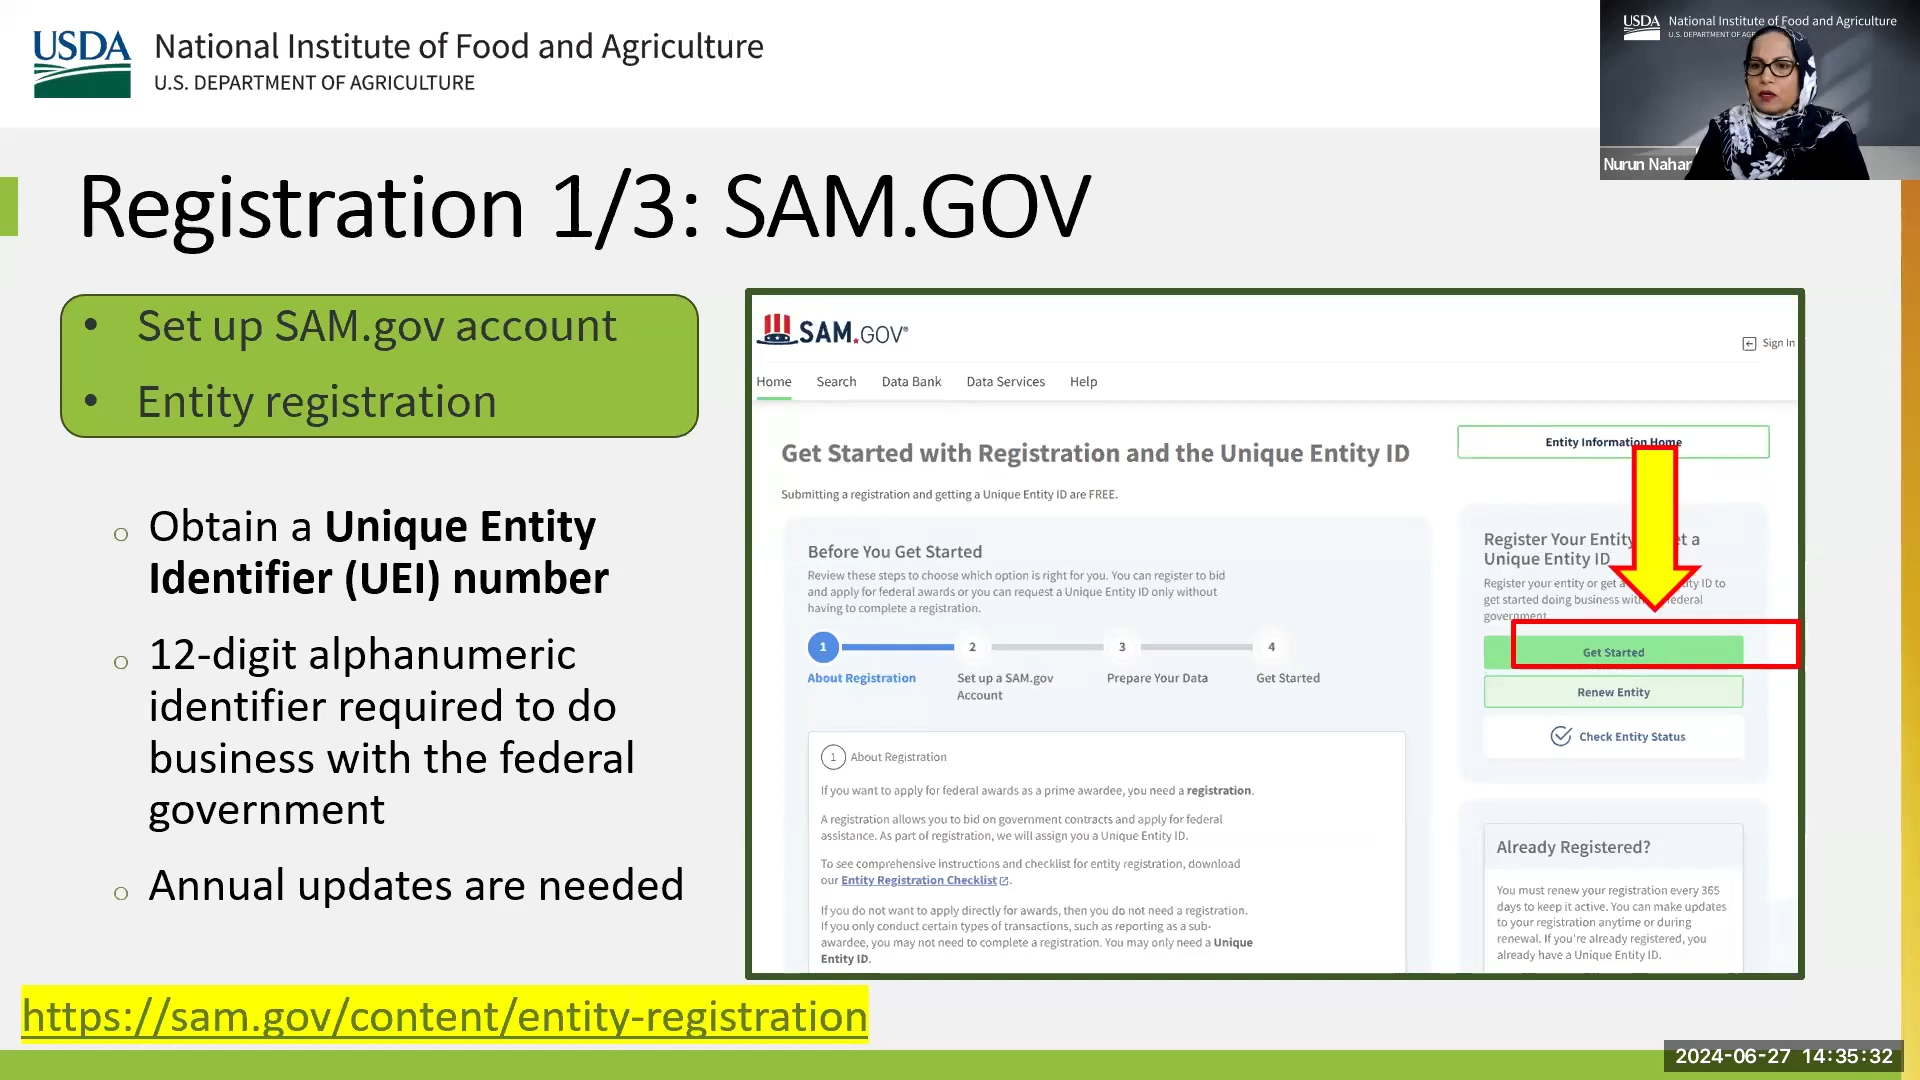 USDA
National Institute of Food and Agriculture
U.S. DEPARTMENT OF AGRICULTURE
USDA National Institute of Food and Agriculture
U.S. DEPARTMENT OF
Nurun Nahar
Registration 1/3: SAM.GOV
• Set up SAM.gov account
• Entity registration
o Obtain a Unique Entity
Identifier (UEI) number
o 12-digit alphanumeric
identifier required to do
business with the federal
government
o Annual updates are needed
https://sam.gov/content/entity-registration
SAM.GOV®
Sign In
Home Search Data Bank Data Services Help
Get Started with Registration and the Unique Entity ID
Submitting a registration and getting a Unique Entity ID are FREE.
Before You Get Started
Review these steps to choose which option is right for you. You can register to bid
and apply for federal awards or you can request a Unique Entity ID only without
having to complete a registration.
1 2 3 4
About Registration Set up a SAM.gov Prepare Your Data Get Started
Account
1 About Registration
If you want to apply for federal awards as a prime awardee, you need a registration.
A registration allows you to bid on government contracts and apply for federal
assistance. As part of registration, we will assign you a Unique Entity ID.
To see comprehensive instructions and checklist for entity registration, download
our Entity Registration Checklist.
If you do not want to apply directly for awards, then you do not need a registration.
If you only conduct certain types of transactions, such as reporting as a sub-
awardee, you may not need to complete a registration. You may only need a Unique
Entity ID.
Entity Information Home
Register Your Entity a
Unique Entity ID
Register your entity or get a ID to
get started doing business federal
government.
Get Started
Renew Entity
Check Entity Status
Already Registered?
You must renew your registration every 365
days to keep it active. You can make updates
to your registration anytime or during
renewal. If you're already registered, you
already have a Unique Entity ID.
2024-06-27 14:35:32